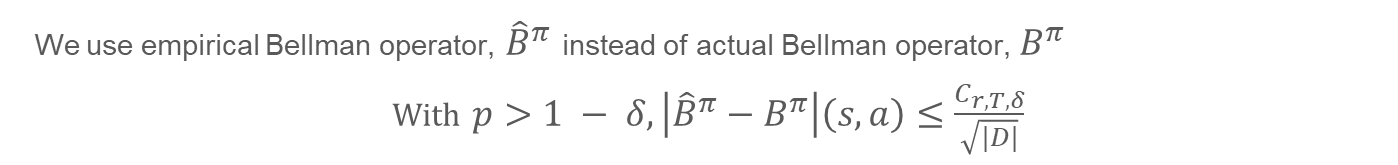 We use empirical Bellman operator, B̂^π instead of actual Bellman operator, B^π
With p > 1 − δ, |B̂^π − B^π|(s, a) ≤ C_{r,T,δ} / √|D|